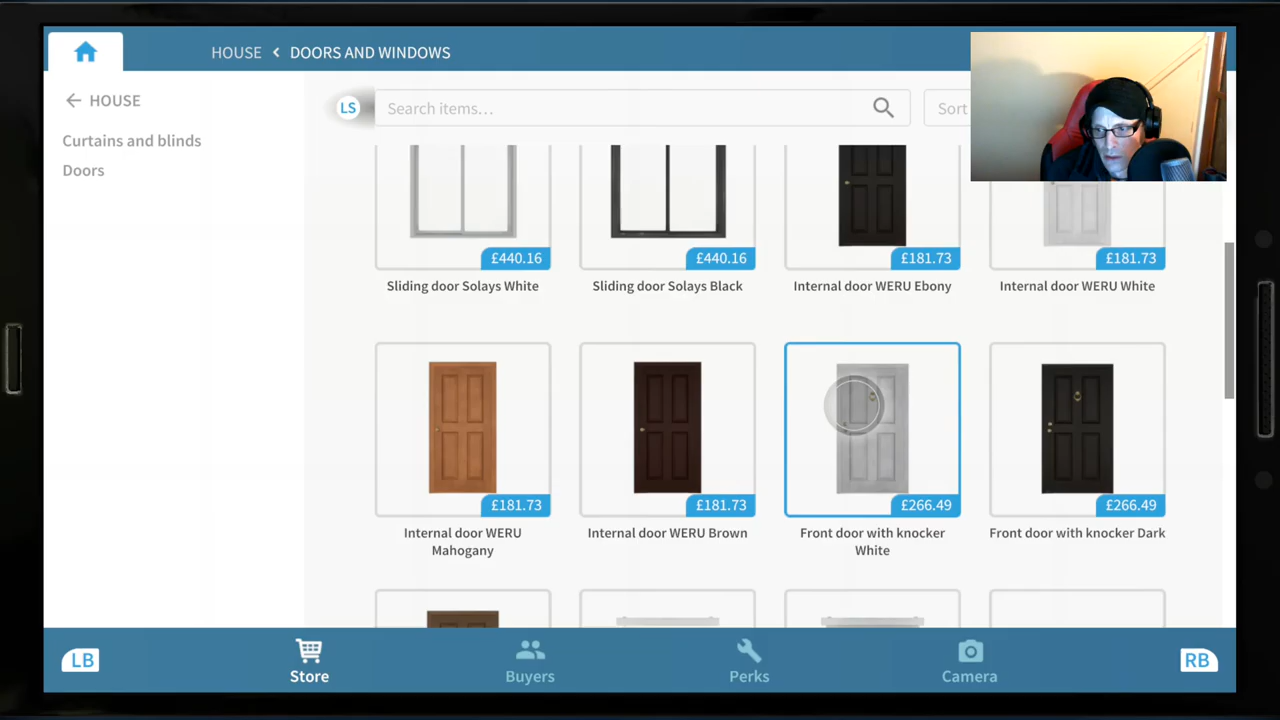 HOUSE < DOORS AND WINDOWS
HOUSE
Curtains and blinds
Doors
LS
Search items…
Sort
£440.16
£440.16
£181.73
£181.73
Sliding door Solays White
Sliding door Solays Black
Internal door WERU Ebony
Internal door WERU White
£181.73
£181.73
£266.49
£266.49
Internal door WERU
Mahogany
Internal door WERU Brown
Front door with knocker
White
Front door with knocker Dark
LB
Store
Buyers
Perks
Camera
RB